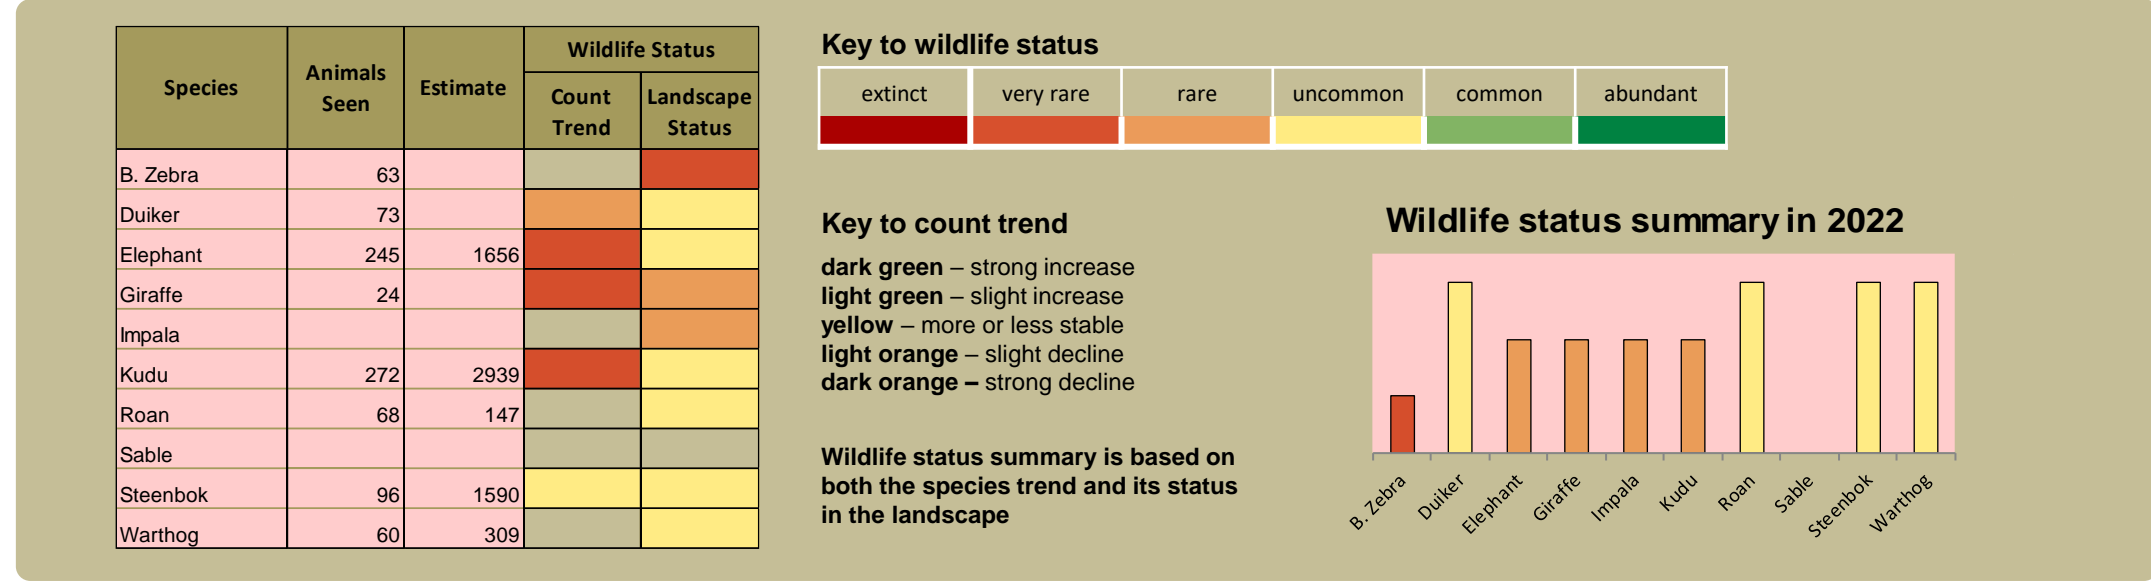 Species Animals Seen Estimate Wildlife Status
Count Trend Landscape Status
B. Zebra 63
Duiker 73
Elephant 245 1656
Giraffe 24
Impala
Kudu 272 2939
Roan 68 147
Sable
Steenbok 96 1590
Warthog 60 309
Key to wildlife status
extinct very rare rare uncommon common abundant
Key to count trend
dark green – strong increase
light green – slight increase
yellow – more or less stable
light orange – slight decline
dark orange – strong decline
Wildlife status summary is based on
both the species trend and its status
in the landscape
Wildlife status summary in 2022
B. Zebra Duiker Elephant Giraffe Impala Kudu Roan Sable Steenbok Warthog